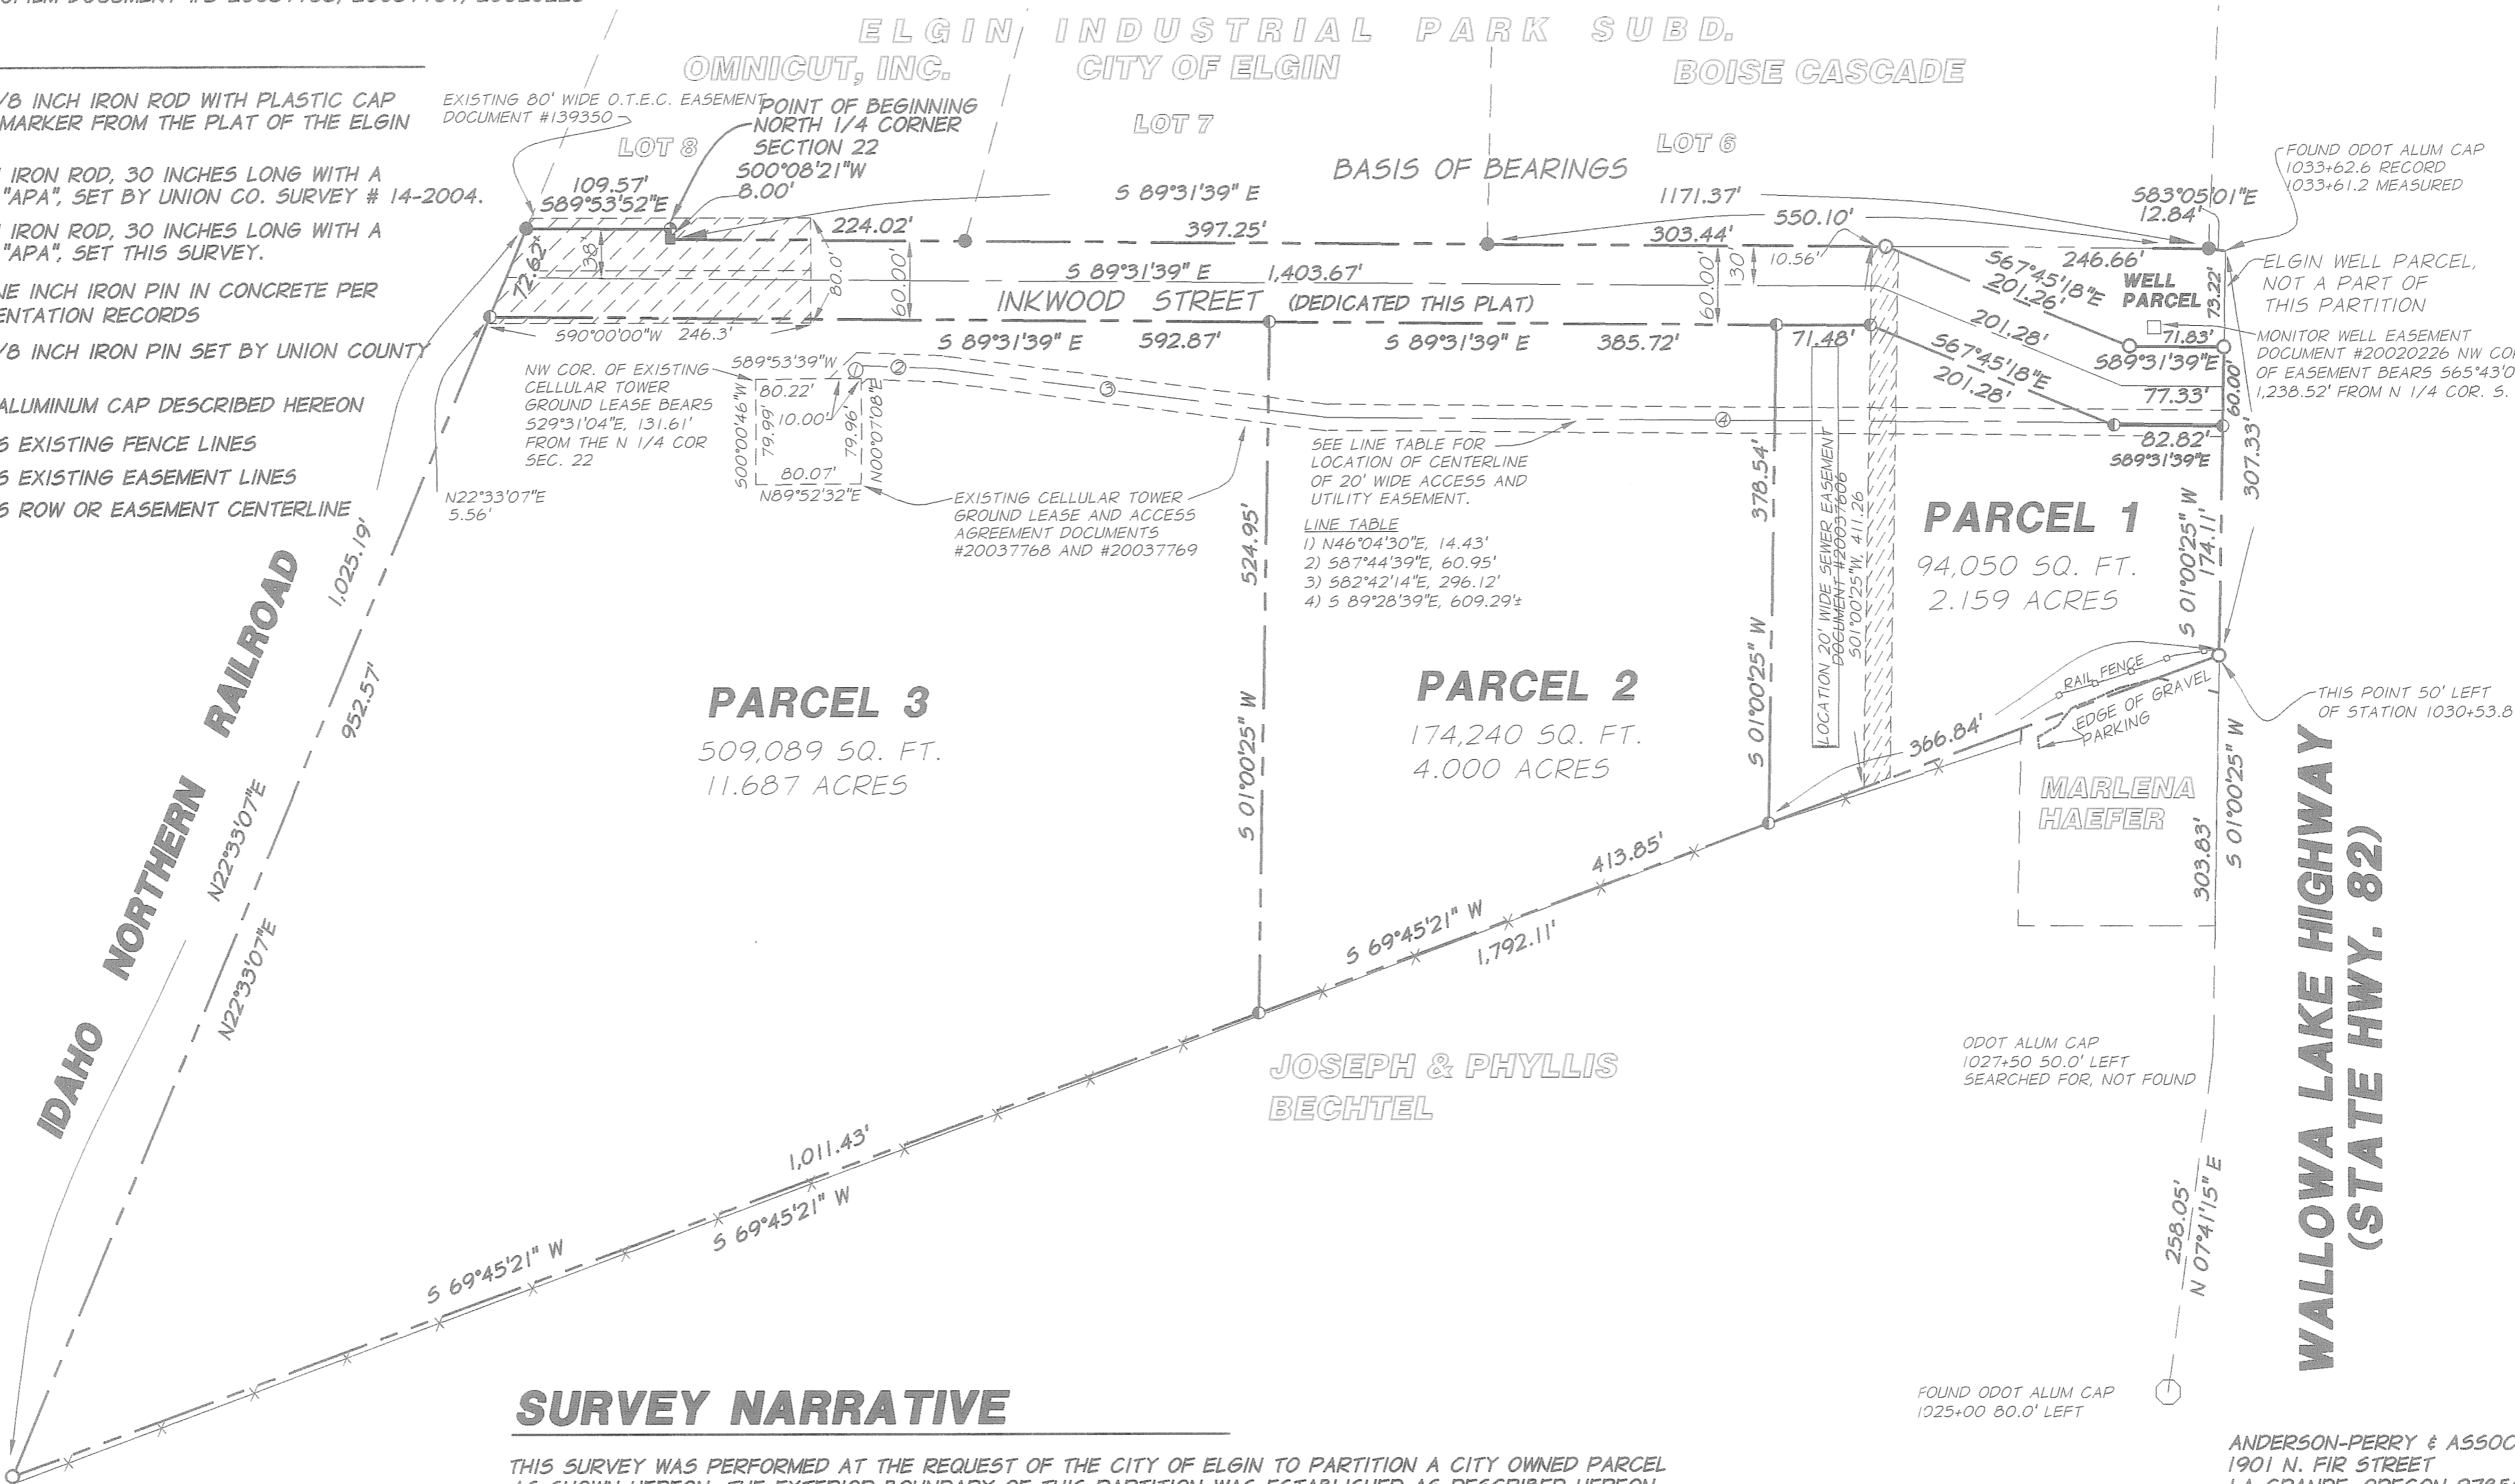 ELGIN INDUSTRIAL PARK SUBD.
OMNICUT, INC.
CITY OF ELGIN
BOISE CASCADE
/8 INCH IRON ROD WITH PLASTIC CAP
MARKER FROM THE PLAT OF THE ELGIN
IRON ROD, 30 INCHES LONG WITH A
"APA", SET BY UNION CO. SURVEY # 14-2004.
IRON ROD, 30 INCHES LONG WITH A
"APA", SET THIS SURVEY.
NE INCH IRON PIN IN CONCRETE PER
ENTATION RECORDS
/8 INCH IRON PIN SET BY UNION COUNTY
ALUMINUM CAP DESCRIBED HEREON
S EXISTING FENCE LINES
S EXISTING EASEMENT LINES
S ROW OR EASEMENT CENTERLINE
EXISTING 80' WIDE O.T.E.C. EASEMENT
DOCUMENT #139350
POINT OF BEGINNING
NORTH 1/4 CORNER
SECTION 22
S00°08'21"W
8.00'
LOT 8
LOT 7
LOT 6
BASIS OF BEARINGS
109.57'
S89°53'52"E
S 89°31'39" E
1171.37'
224.02'
397.25'
303.44'
550.10'
10.56'
S83°05'01"E
12.84'
FOUND ODOT ALUM CAP
1033+62.6 RECORD
1033+61.2 MEASURED
246.66'
ELGIN WELL PARCEL,
NOT A PART OF
THIS PARTITION
WELL
PARCEL
73.22'
MONITOR WELL EASEMENT
DOCUMENT #20020226 NW COR
OF EASEMENT BEARS S65°43'0
1,238.52' FROM N 1/4 COR. S.
S67°45'18"E
201.26'
201.28'
71.83'
S89°31'39"E
S67°45'18"E
201.28'
77.33'
60.00'
82.82'
S89°31'39"E
307.33'
72.62'
38'
80.0'
60.00'
S 89°31'39" E 1,403.67'
60.00'
30'
INKWOOD STREET (DEDICATED THIS PLAT)
S90°00'00"W 246.3'
S 89°31'39" E 592.87'
S 89°31'39" E 385.72'
71.48'
NW COR. OF EXISTING
CELLULAR TOWER
GROUND LEASE BEARS
S29°31'04"E, 131.61'
FROM THE N 1/4 COR
SEC. 22
S89°53'39"W
80.22'
10.00'
S00°00'46"W
79.99'
79.96'
N00°07'08"E
80.07'
N89°52'32"E
1
2
3
4
N22°33'07"E
5.56'
EXISTING CELLULAR TOWER
GROUND LEASE AND ACCESS
AGREEMENT DOCUMENTS
#20037768 AND #20037769
SEE LINE TABLE FOR
LOCATION OF CENTERLINE
OF 20' WIDE ACCESS AND
UTILITY EASEMENT.
LINE TABLE
1) N46°04'30"E, 14.43'
2) S87°44'39"E, 60.95'
3) S82°42'14"E, 296.12'
4) S 89°28'39"E, 609.29'±
524.95'
S 01°00'25" W
378.54'
S 01°00'25" W
LOCATION 20' WIDE SEWER EASEMENT
DOCUMENT #20037606
S01°00'25"W, 411.26
PARCEL 1
94,050 SQ. FT.
2.159 ACRES
S 01°00'25" W
174.11'
PARCEL 2
174,240 SQ. FT.
4.000 ACRES
PARCEL 3
509,089 SQ. FT.
11.687 ACRES
RAIL FENCE
EDGE OF GRAVEL
PARKING
THIS POINT 50' LEFT
OF STATION 1030+53.8
366.84'
MARLENA
HAEFER
303.83'
S 01°00'25" W
IDAHO NORTHERN RAILROAD
1,025.19'
952.57'
N22°33'07"E
N22°33'07"E
413.85'
S 69°45'21" W
1,792.11'
JOSEPH & PHYLLIS
BECHTEL
ODOT ALUM CAP
1027+50 50.0' LEFT
SEARCHED FOR, NOT FOUND
1,011.43'
S 69°45'21" W
S 69°45'21" W
258.05'
N 07°41'15" E
WALLOWA LAKE HIGHWAY
(STATE HWY. 82)
FOUND ODOT ALUM CAP
1025+00 80.0' LEFT
SURVEY NARRATIVE
THIS SURVEY WAS PERFORMED AT THE REQUEST OF THE CITY OF ELGIN TO PARTITION A CITY OWNED PARCEL
AS SHOWN HEREON. THE EXTERIOR BOUNDARY OF THIS PARTITION WAS ESTABLISHED AS DESCRIBED HEREON
ANDERSON-PERRY & ASSOC
1901 N. FIR STREET
LA GRANDE, OREGON